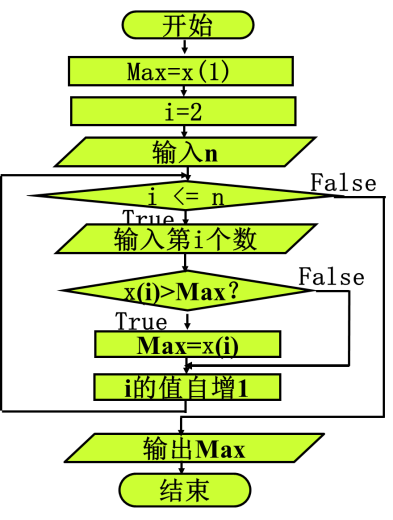 开始
Max=x(1)
i=2
输入n
i <= n
False
True
输入第i个数
x(i)>Max?
False
True
Max=x(i)
i的值自增1
输出Max
结束